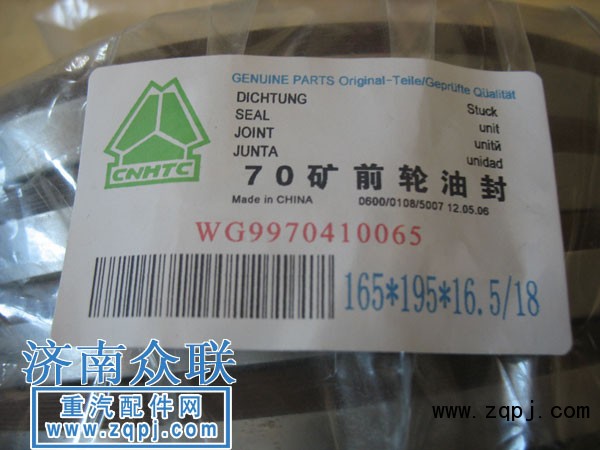 GENUINE PARTS Original-Teile/Geprüfte Qualität
DICHTUNG Stuck
SEAL unit
JOINT unitй
JUNTA unidad
CNHTC
70矿前轮油封
Made in CHINA 0600/0108/5007 12.05.06
WG9970410065
165*195*16.5/18
济南众联
重汽配件网
www.zqpj.com
www.zqpj.com